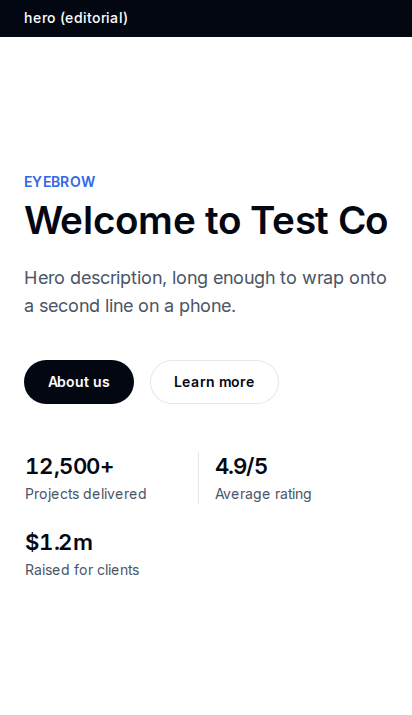 hero (editorial)
EYEBROW
Welcome to Test Co
Hero description, long enough to wrap onto
a second line on a phone.
About us
Learn more
12,500+
Projects delivered
4.9/5
Average rating
$1.2m
Raised for clients